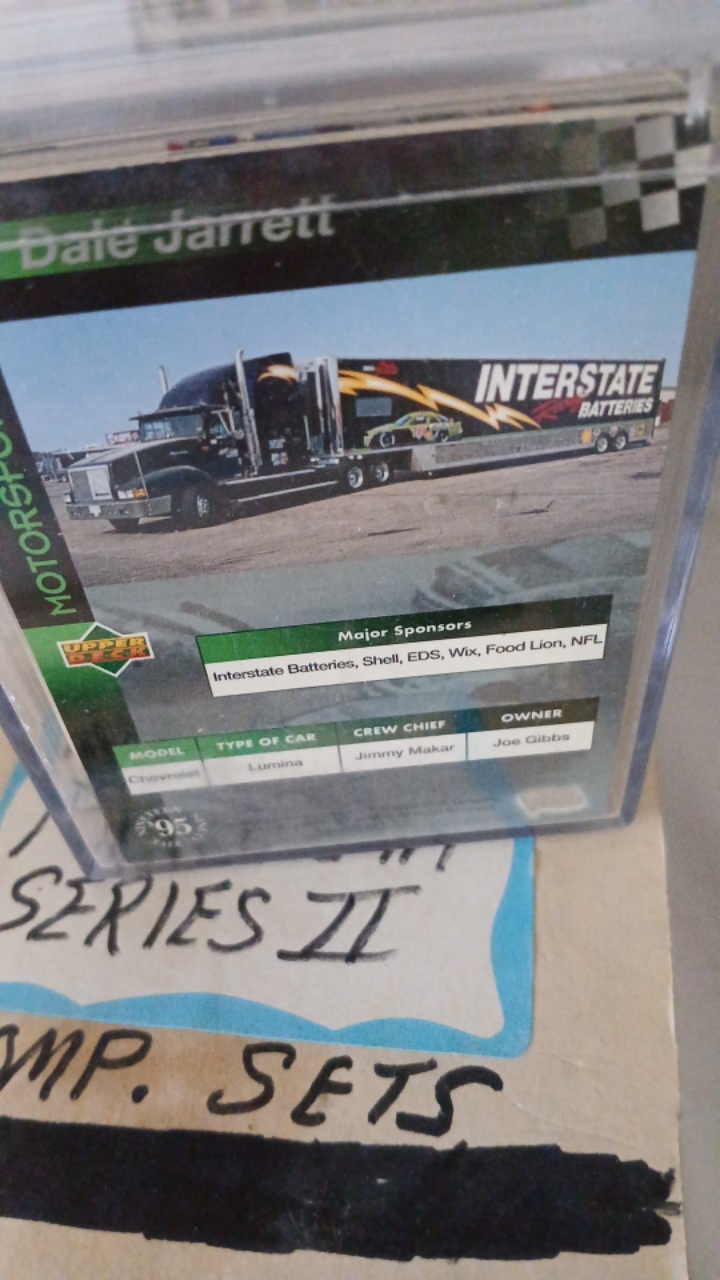 Dale Jarrett
INTERSTATE
Racing BATTERIES
MOTORSPO
UPPER
DECK
Major Sponsors
Interstate Batteries, Shell, EDS, Wix, Food Lion, NFL
MODEL TYPE OF CAR CREW CHIEF OWNER
Chevrolet Lumina Jimmy Makar Joe Gibbs
95
SERIES II
MP. SETS